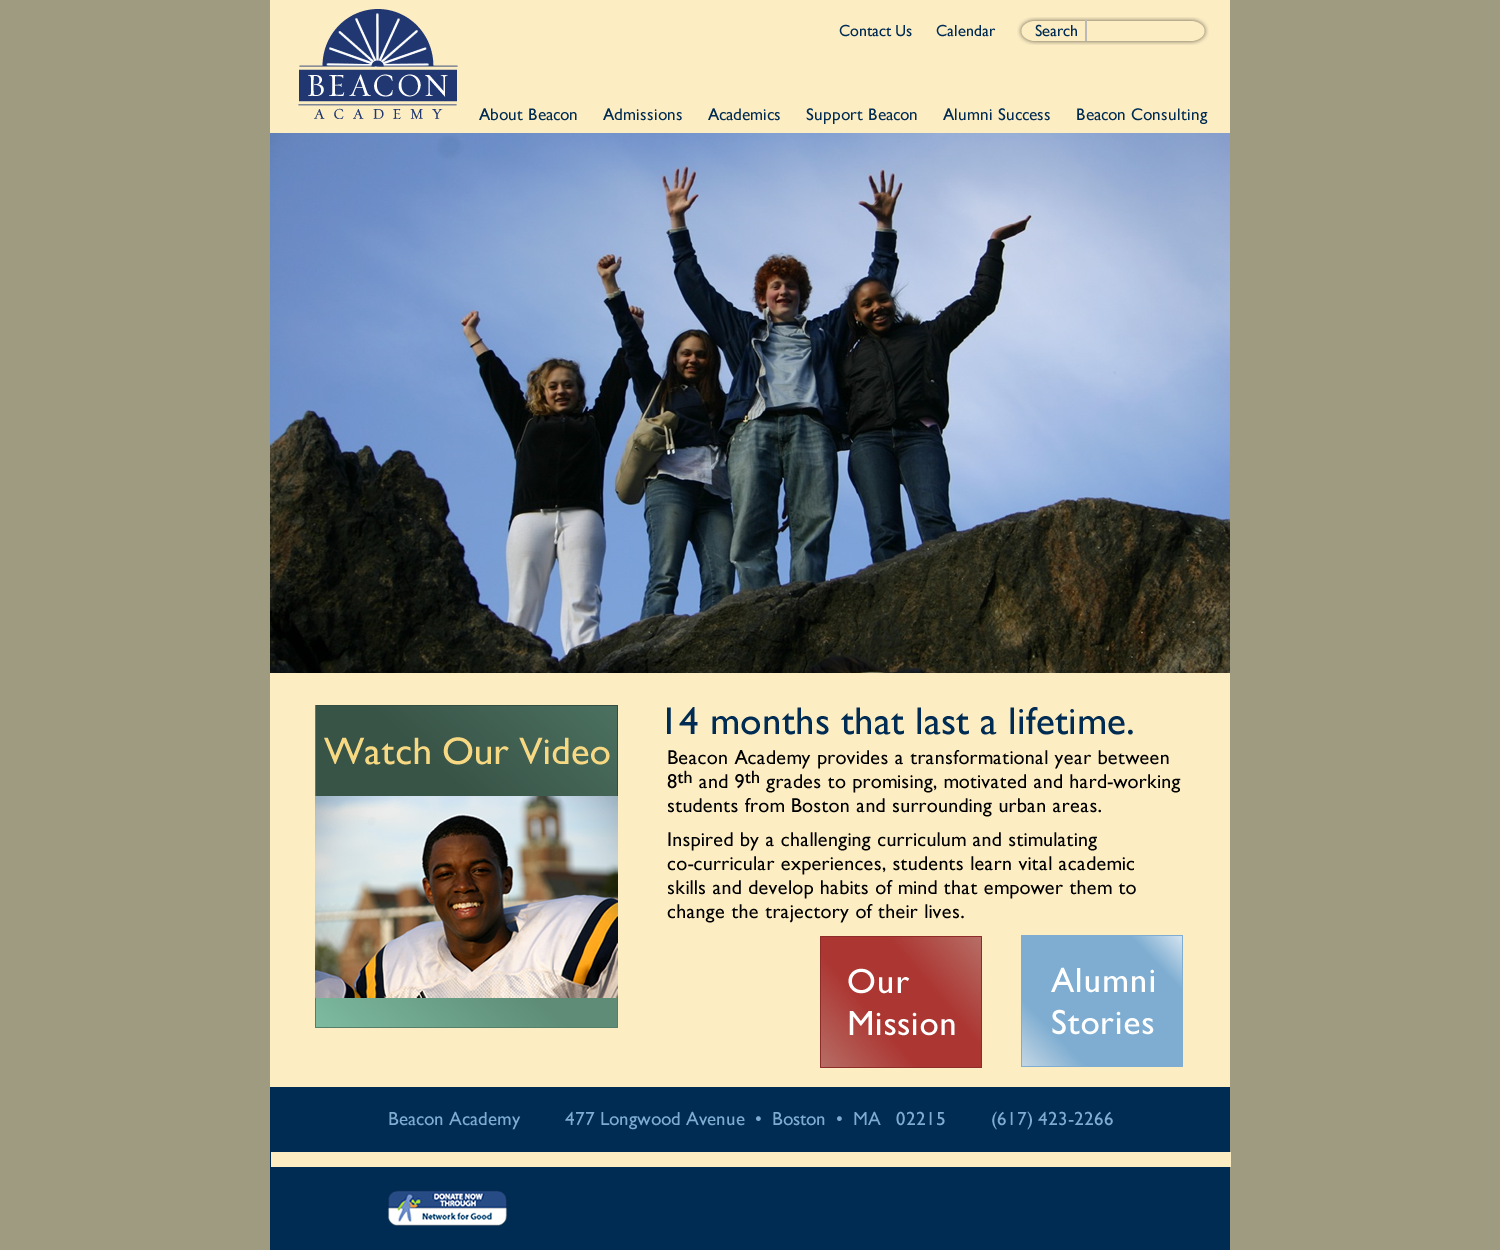 BEACON
ACADEMY
Contact Us Calendar Search
About Beacon Admissions Academics Support Beacon Alumni Success Beacon Consulting
Watch Our Video
14 months that last a lifetime.
Beacon Academy provides a transformational year between
8th and 9th grades to promising, motivated and hard-working
students from Boston and surrounding urban areas.
Inspired by a challenging curriculum and stimulating
co-curricular experiences, students learn vital academic
skills and develop habits of mind that empower them to
change the trajectory of their lives.
Our
Mission
Alumni
Stories
Beacon Academy 477 Longwood Avenue • Boston • MA 02215 (617) 423-2266
DONATE NOW
THROUGH
Network for Good